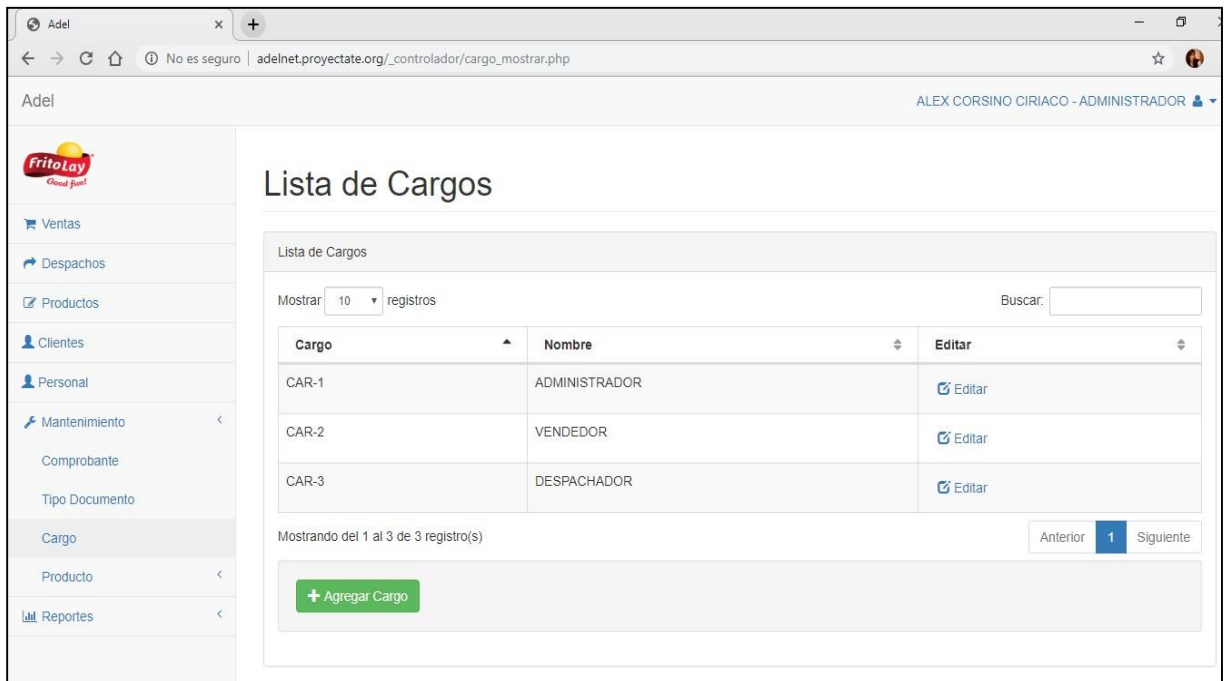 Adel
No es seguro | adelnet.proyectate.org/_controlador/cargo_mostrar.php
Adel
ALEX CORSINO CIRIACO - ADMINISTRADOR
FritoLay
Good fun!
Ventas
Despachos
Productos
Clientes
Personal
Mantenimiento
Comprobante
Tipo Documento
Cargo
Producto
Reportes
Lista de Cargos
Lista de Cargos
Mostrar 10 registros
Buscar:
Cargo Nombre Editar
CAR-1 ADMINISTRADOR Editar
CAR-2 VENDEDOR Editar
CAR-3 DESPACHADOR Editar
Mostrando del 1 al 3 de 3 registro(s)
Anterior 1 Siguiente
Agregar Cargo